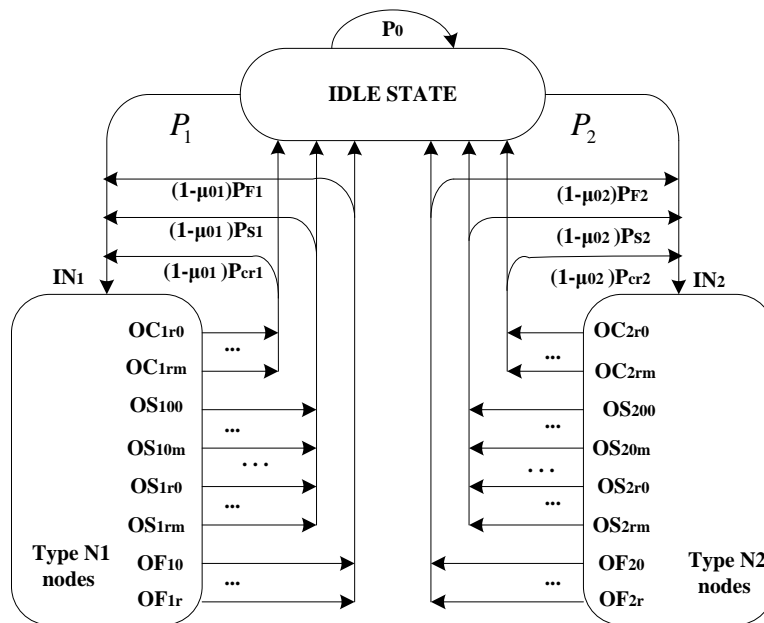 P0
IDLE STATE
P1
P2
(1-μ01)PF1
(1-μ02)PF2
(1-μ01 )Ps1
(1-μ02 )Ps2
(1-μ01 )Pcr1
(1-μ02 )Pcr2
IN1
IN2
OC1r0
...
OC1rm
OS100
...
OS10m
...
OS1r0
...
OS1rm
OF10
...
OF1r
Type N1
nodes
OC2r0
...
OC2rm
OS200
...
OS20m
...
OS2r0
...
OS2rm
OF20
...
OF2r
Type N2
nodes